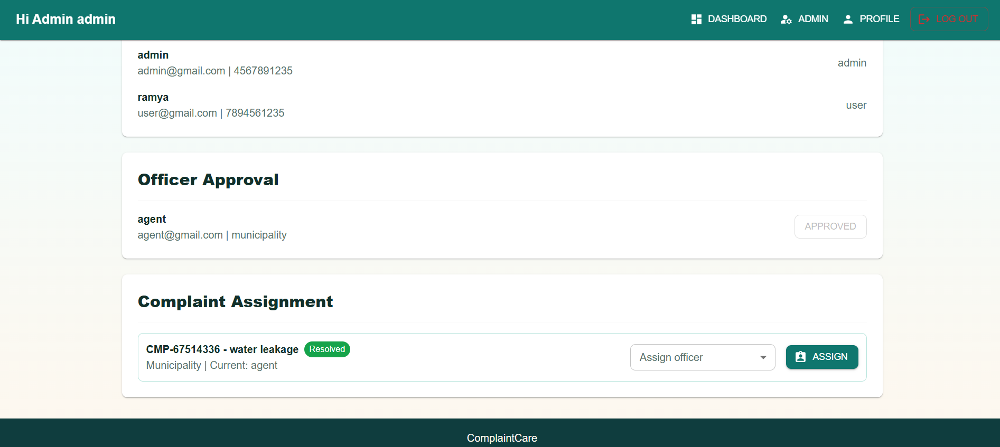 Hi Admin admin
DASHBOARD
ADMIN
PROFILE
LOG OUT
admin
admin@gmail.com | 4567891235
admin
ramya
user@gmail.com | 7894561235
user
Officer Approval
agent
agent@gmail.com | municipality
APPROVED
Complaint Assignment
CMP-67514336 - water leakage
Resolved
Municipality | Current: agent
Assign officer
ASSIGN
ComplaintCare